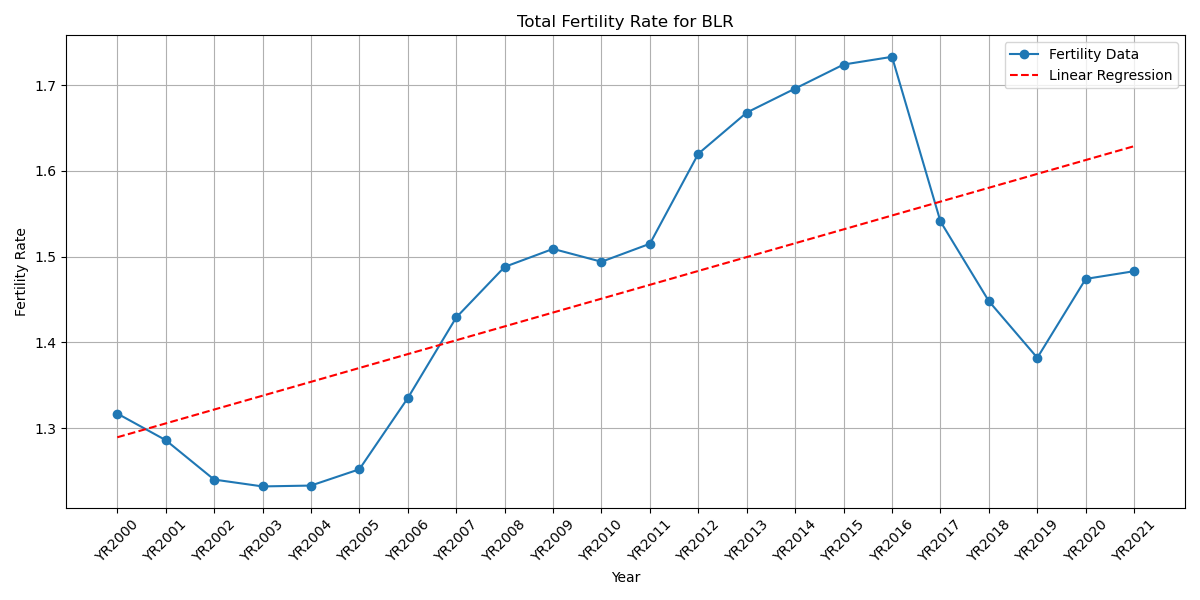 Total Fertility Rate for BLR
Fertility Data
Linear Regression
Fertility Rate
1.7
1.6
1.5
1.4
1.3
YR2000
YR2001
YR2002
YR2003
YR2004
YR2005
YR2006
YR2007
YR2008
YR2009
YR2010
YR2011
YR2012
YR2013
YR2014
YR2015
YR2016
YR2017
YR2018
YR2019
YR2020
YR2021
Year